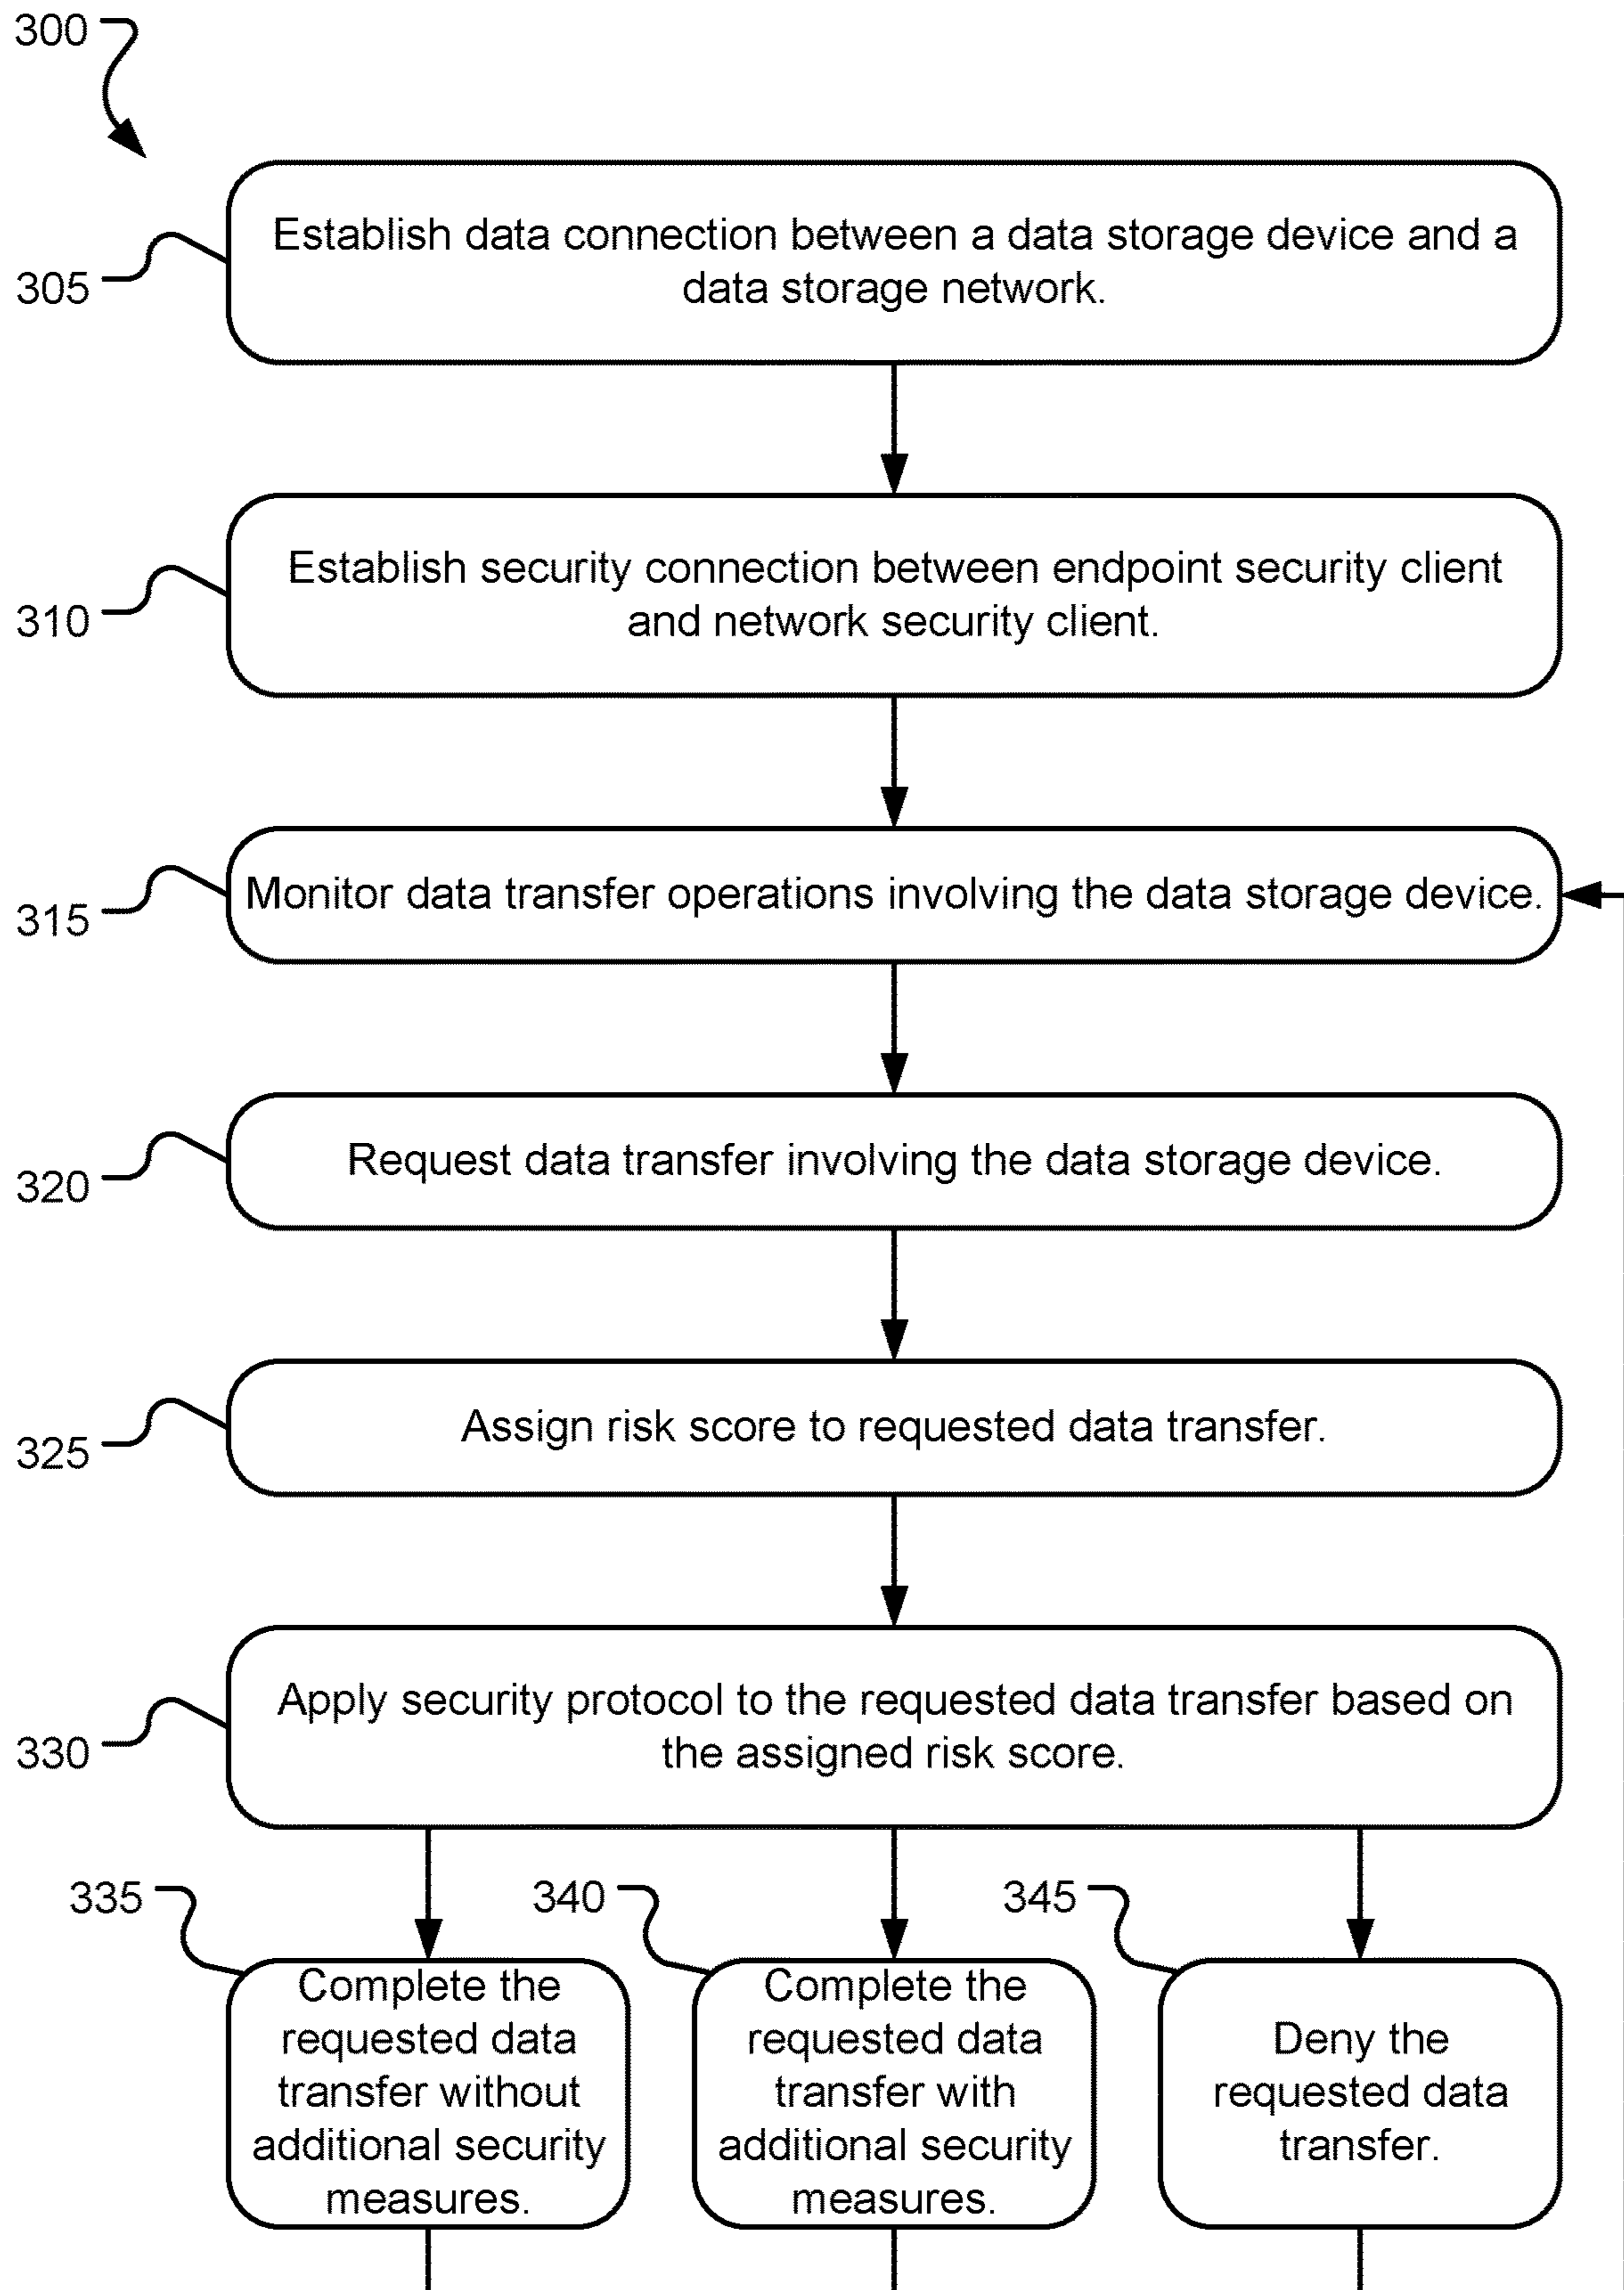 300
305
Establish data connection between a data storage device and a
data storage network.
310
Establish security connection between endpoint security client
and network security client.
315
Monitor data transfer operations involving the data storage device.
320
Request data transfer involving the data storage device.
325
Assign risk score to requested data transfer.
330
Apply security protocol to the requested data transfer based on
the assigned risk score.
335
Complete the
requested data
transfer without
additional security
measures.
340
Complete the
requested data
transfer with
additional security
measures.
345
Deny the
requested data
transfer.